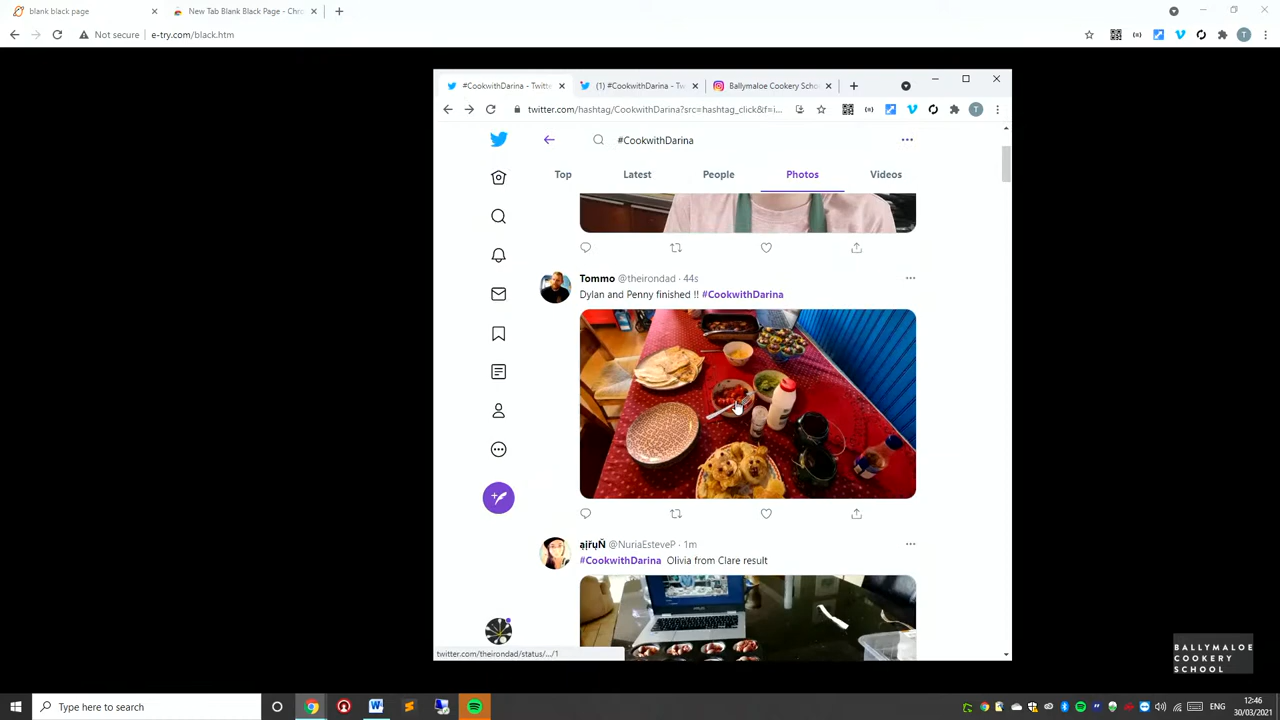 blank black page
New Tab Blank Black Page - Chro
Not secure
e-try.com/black.htm
T
#CookwithDarina - Twitte
(1) #CookwithDarina - Tw
Ballymaloe Cookery Scho
twitter.com/hashtag/CookwithDarina?src=hashtag_click&f=i...
T
#CookwithDarina
Top
Latest
People
Photos
Videos
Tommo @theirondad · 44s
Dylan and Penny finished !! #CookwithDarina
@NuriaEsteveP · 1m
#CookwithDarina Olivia from Clare result
twitter.com/theirondad/status/.../1
BALLYMALOE
COOKERY
SCHOOL
Type here to search
ENG
12:46
30/03/2021